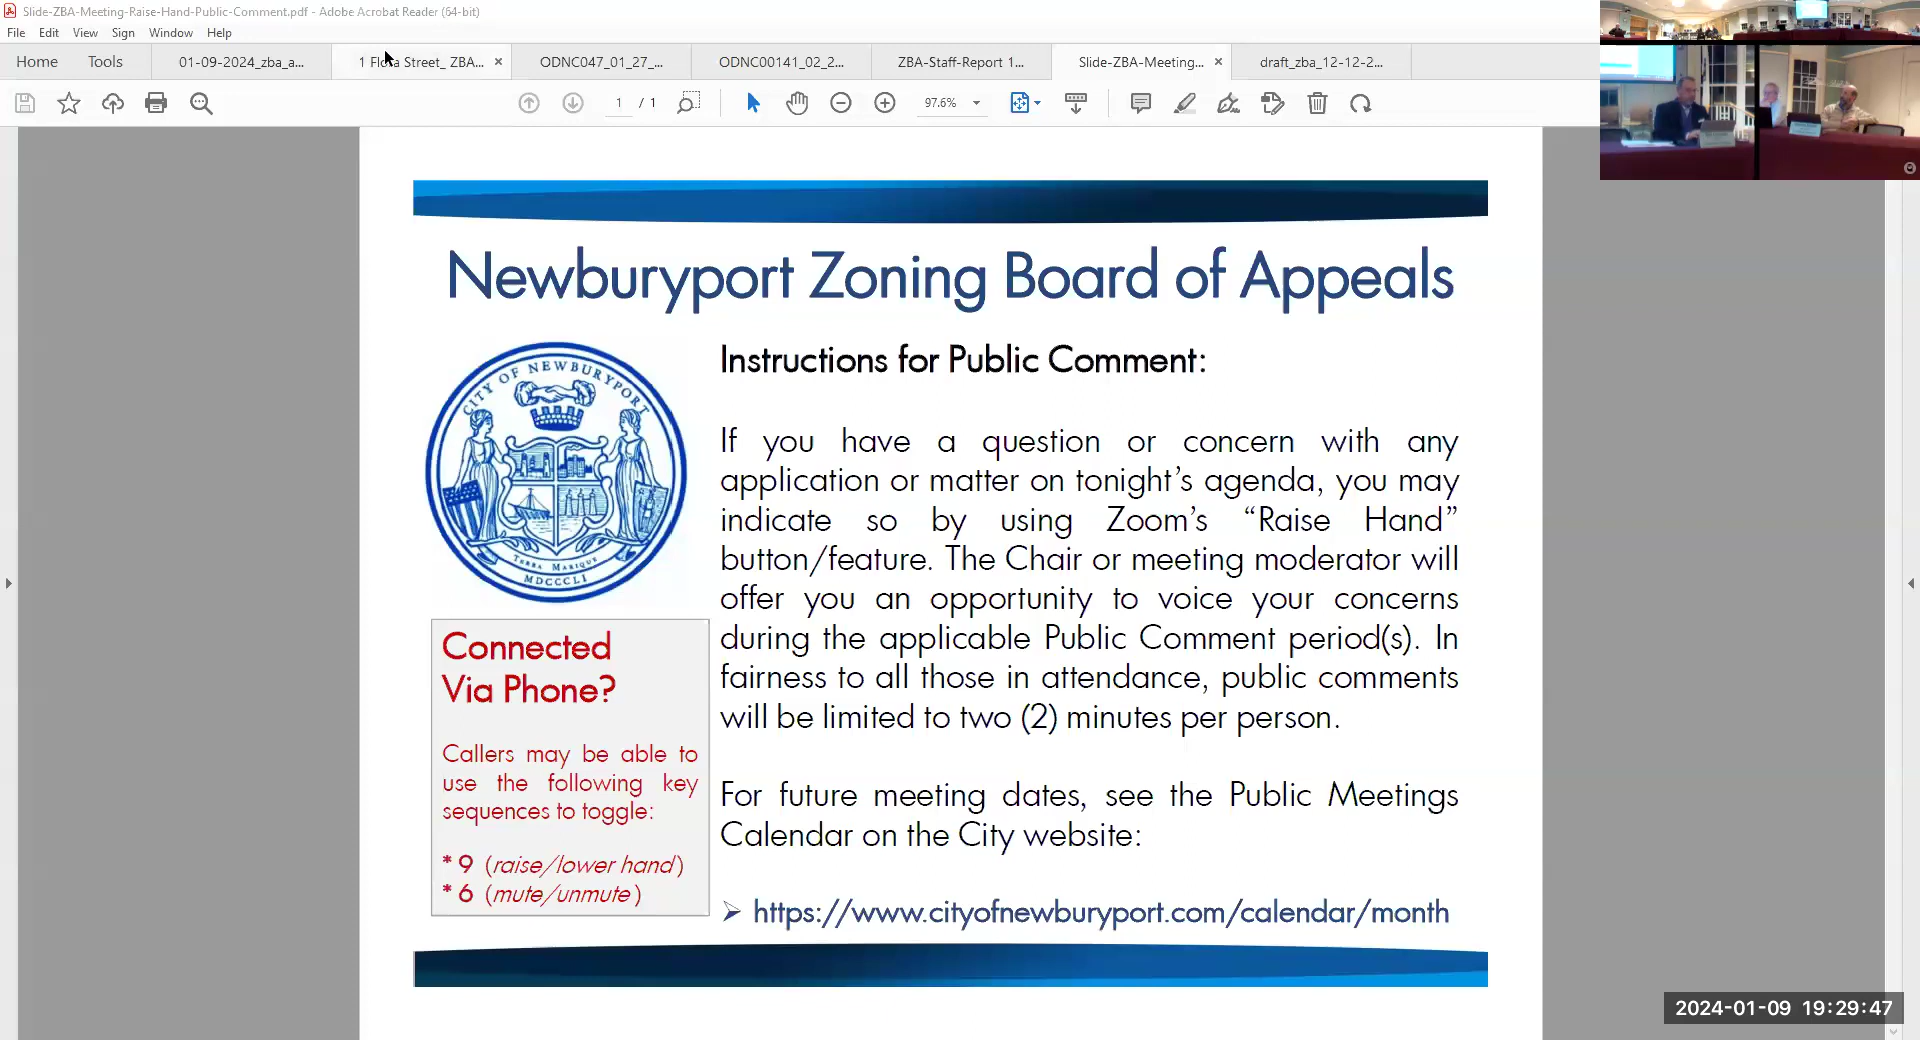 Slide-ZBA-Meeting-Raise-Hand-Public-Comment.pdf - Adobe Acrobat Reader (64-bit)
File Edit View Sign Window Help
Home Tools 01-09-2024_zba_a... 1 Flora Street_ ZBA... × ODNC047_01_27_... ODNC00141_02_2... ZBA-Staff-Report 1... Slide-ZBA-Meeting... × draft_zba_12-12-2...
1 / 1 97.6%
Newburyport Zoning Board of Appeals
CITY OF NEWBURYPORT
TERRA MARIQUE
MDCCCLI
Instructions for Public Comment:
If you have a question or concern with any
application or matter on tonight's agenda, you may
indicate so by using Zoom's “Raise Hand”
button/feature. The Chair or meeting moderator will
offer you an opportunity to voice your concerns
during the applicable Public Comment period(s). In
fairness to all those in attendance, public comments
will be limited to two (2) minutes per person.
For future meeting dates, see the Public Meetings
Calendar on the City website:
➢ https://www.cityofnewburyport.com/calendar/month
Connected
Via Phone?
Callers may be able to
use the following key
sequences to toggle:
* 9 (raise/lower hand)
* 6 (mute/unmute)
2024-01-09 19:29:47